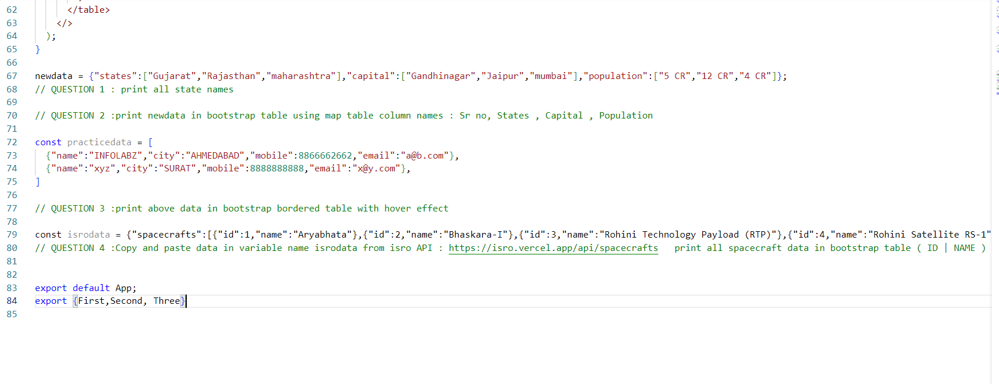 62 </table>
63 </>
64 );
65 }
66
67 newdata = {"states":["Gujarat","Rajasthan","maharashtra"],"capital":["Gandhinagar","Jaipur","mumbai"],"population":["5 CR","12 CR","4 CR"]};
68 // QUESTION 1 : print all state names
69
70 // QUESTION 2 :print newdata in bootstrap table using map table column names : Sr no, States , Capital , Population
71
72 const practicedata = [
73 {"name":"INFOLABZ","city":"AHMEDABAD","mobile":8866662662,"email":"a@b.com"},
74 {"name":"xyz","city":"SURAT","mobile":8888888888,"email":"x@y.com"},
75 ]
76
77 // QUESTION 3 :print above data in bootstrap bordered table with hover effect
78
79 const isrodata = {"spacecrafts":[{"id":1,"name":"Aryabhata"},{"id":2,"name":"Bhaskara-I"},{"id":3,"name":"Rohini Technology Payload (RTP)"},{"id":4,"name":"Rohini Satellite RS-1"
80 // QUESTION 4 :Copy and paste data in variable name isrodata from isro API : https://isro.vercel.app/api/spacecrafts print all spacecraft data in bootstrap table ( ID | NAME )
81
82
83 export default App;
84 export {First,Second, Three}
85